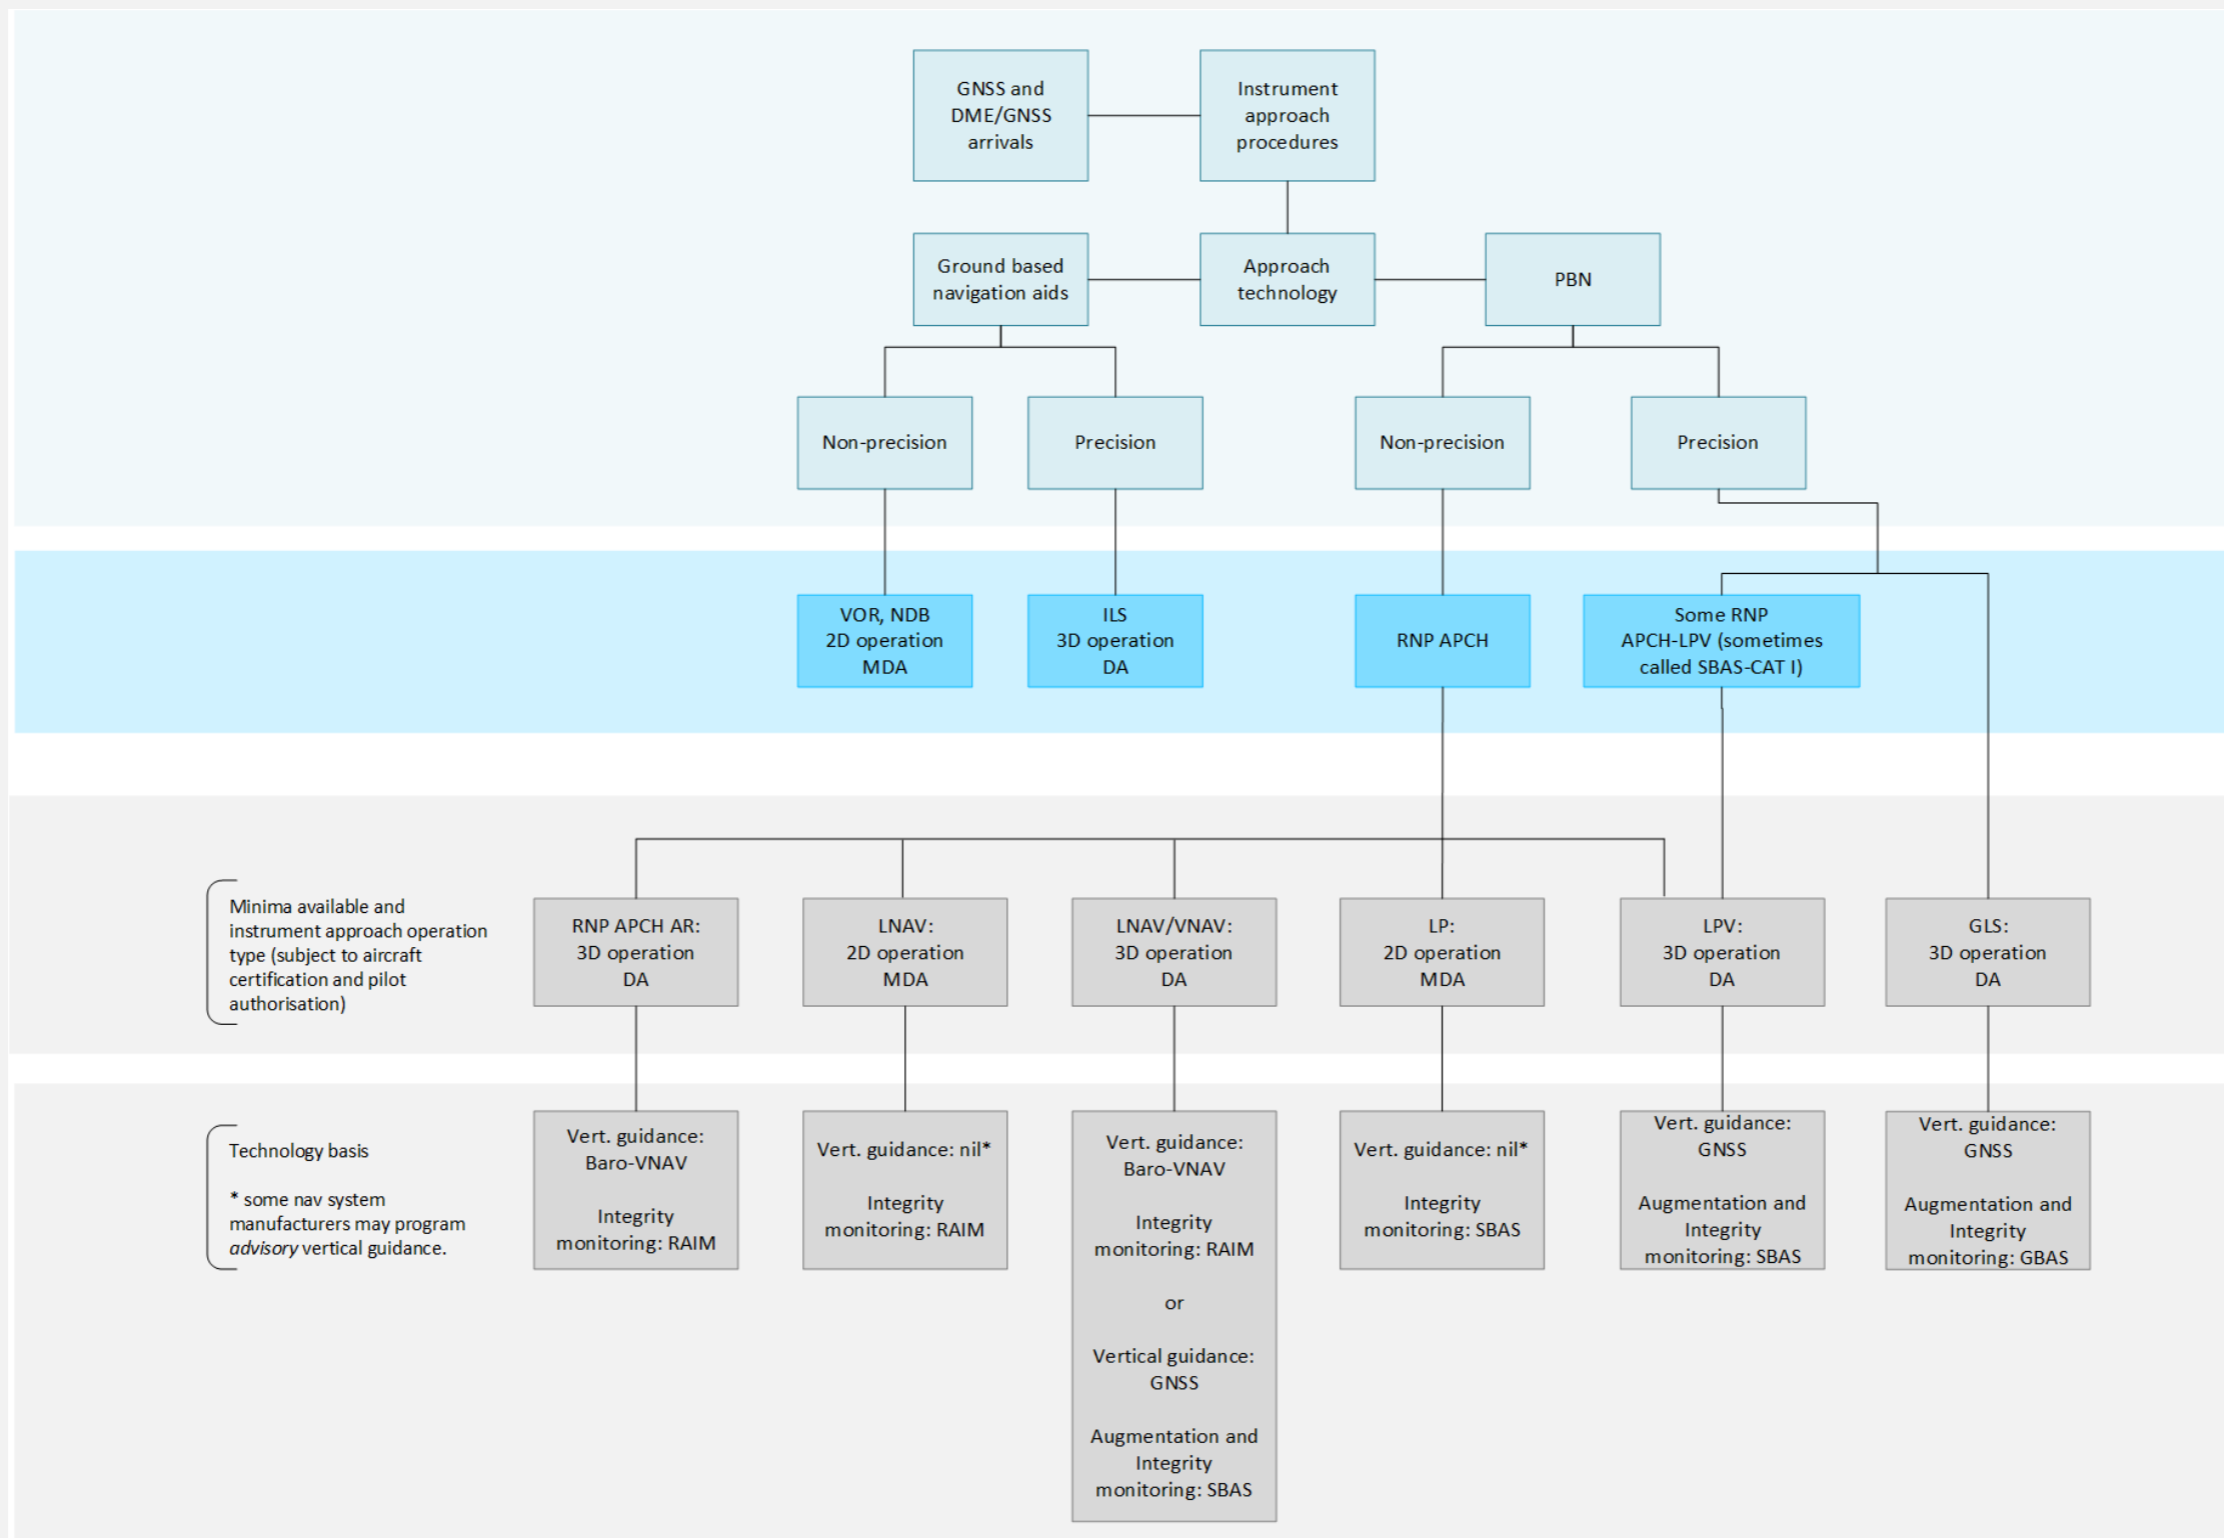 GNSS and
DME/GNSS
arrivals
Instrument
approach
procedures
Ground based
navigation aids
Approach
technology
PBN
Non-precision
Precision
Non-precision
Precision
VOR, NDB
2D operation
MDA
ILS
3D operation
DA
RNP APCH
Some RNP
APCH-LPV (sometimes
called SBAS-CAT I)
Minima available and
instrument approach operation
type (subject to aircraft
certification and pilot
authorisation)
RNP APCH AR:
3D operation
DA
LNAV:
2D operation
MDA
LNAV/VNAV:
3D operation
DA
LP:
2D operation
MDA
LPV:
3D operation
DA
GLS:
3D operation
DA
Technology basis
* some nav system
manufacturers may program
advisory vertical guidance.
Vert. guidance:
Baro-VNAV
Integrity
monitoring: RAIM
Vert. guidance: nil*
Integrity
monitoring: RAIM
Vert. guidance:
Baro-VNAV
Integrity
monitoring: RAIM
or
Vertical guidance:
GNSS
Augmentation and
Integrity
monitoring: SBAS
Vert. guidance: nil*
Integrity
monitoring: SBAS
Vert. guidance:
GNSS
Augmentation and
Integrity
monitoring: SBAS
Vert. guidance:
GNSS
Augmentation and
Integrity
monitoring: GBAS